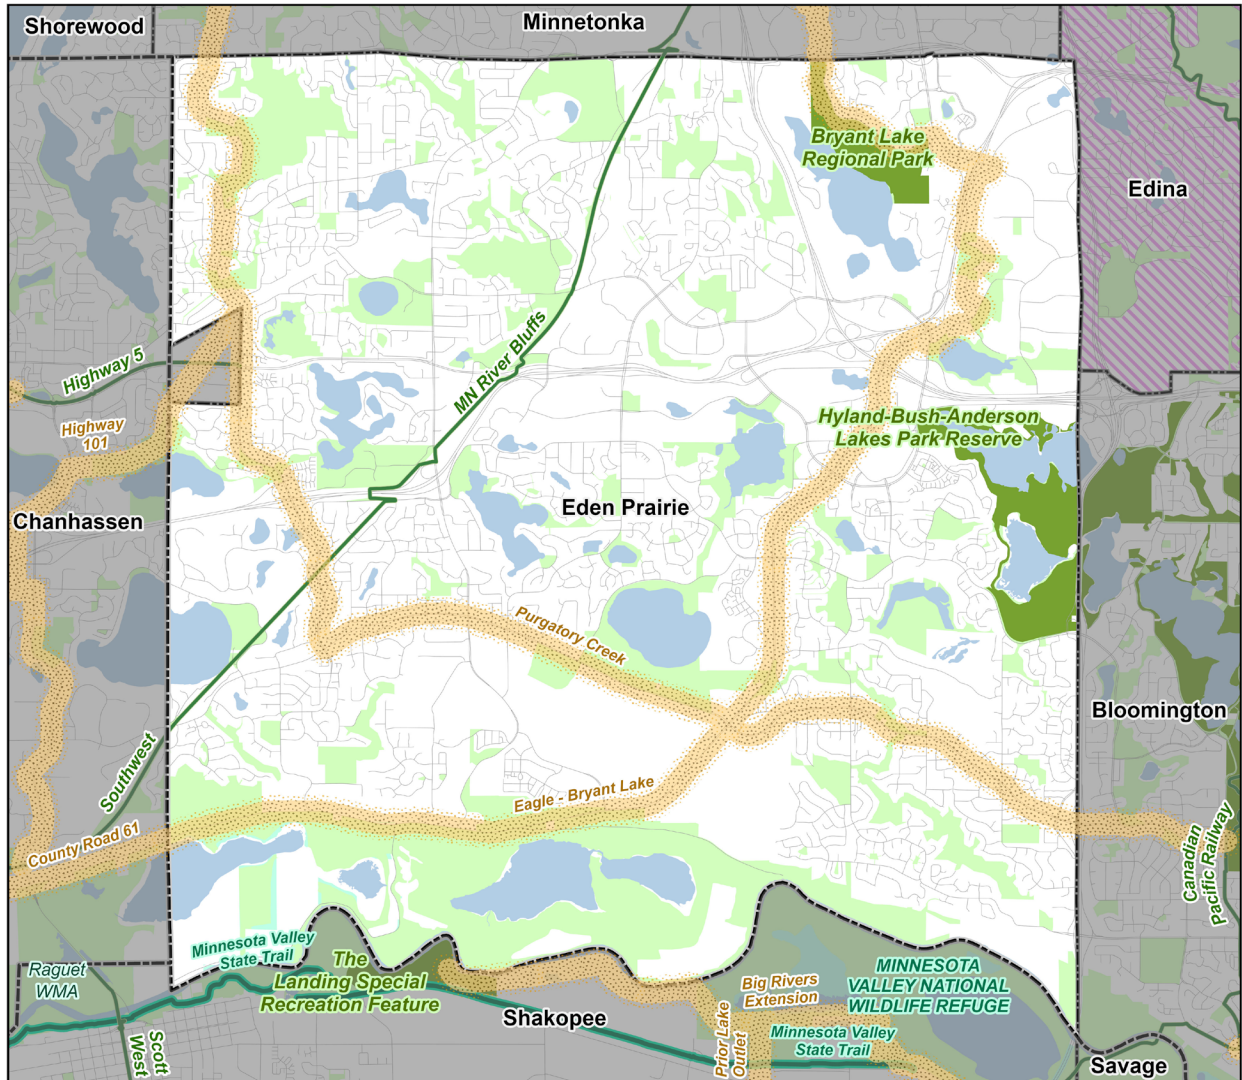 Shorewood
Minnetonka
Bryant Lake
Regional Park
Edina
Highway 5
MN River Bluffs
Highway
101
Hyland-Bush-Anderson
Lakes Park Reserve
Chanhassen
Eden Prairie
Purgatory Creek
Bloomington
Southwest
Eagle - Bryant Lake
County Road 61
Canadian
Pacific Railway
Minnesota Valley
State Trail
The
Landing Special
Recreation Feature
Raguet
WMA
Big Rivers
Extension
MINNESOTA
VALLEY NATIONAL
WILDLIFE REFUGE
Shakopee
Prior Lake
Outlet
Minnesota Valley
State Trail
Scott
West
Savage